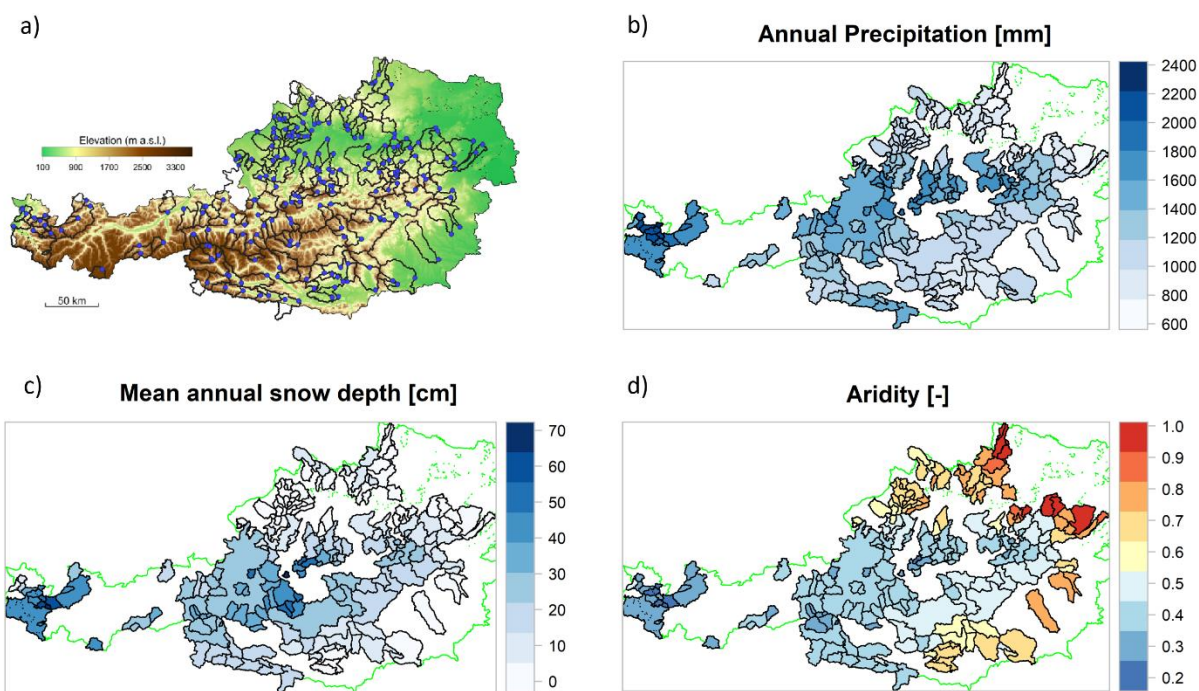 a)
Elevation (m a.s.l.)
100 900 1700 2500 3300
50 km
b)
Annual Precipitation [mm]
2400
2200
2000
1800
1600
1400
1200
1000
800
600
c)
Mean annual snow depth [cm]
70
60
50
40
30
20
10
0
d)
Aridity [-]
1.0
0.9
0.8
0.7
0.6
0.5
0.4
0.3
0.2